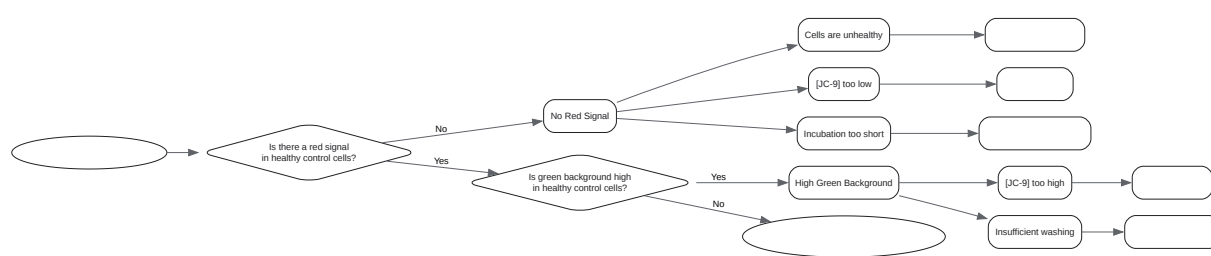 Cells are unhealthy
[JC-9] too low
No Red Signal
No
Incubation too short
Is there a red signal
in healthy control cells?
Yes
Is green background high
in healthy control cells?
Yes
High Green Background
[JC-9] too high
No
Insufficient washing